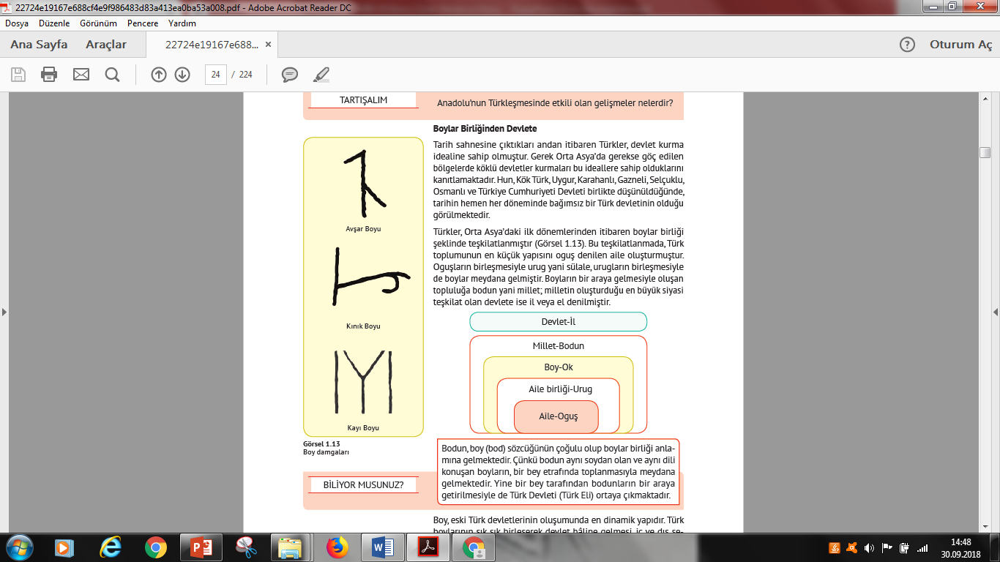 22724e19167e688cf4e9f986483d83a413ea0ba53a008.pdf - Adobe Acrobat Reader DC
Dosya Düzenle Görünüm Pencere Yardım
Ana Sayfa Araçlar 22724e19167e688... × Oturum Aç
24 / 224
TARTIŞALIM
Anadolu'nun Türkleşmesinde etkili olan gelişmeler nelerdir?
Avşar Boyu
Kınık Boyu
Kayı Boyu
Görsel 1.13
Boy damgaları
Boylar Birliğinden Devlete
Tarih sahnesine çıktıkları andan itibaren Türkler, devlet kurma
idealine sahip olmuştur. Gerek Orta Asya'da gerekse göç edilen
bölgelerde köklü devletler kurmaları bu ideallere sahip olduklarını
kanıtlamaktadır. Hun, Kök Türk, Uygur, Karahanlı, Gazneli, Selçuklu,
Osmanlı ve Türkiye Cumhuriyeti Devleti birlikte düşünüldüğünde,
tarihin hemen her döneminde bağımsız bir Türk devletinin olduğu
görülmektedir.
Türkler, Orta Asya'daki ilk dönemlerinden itibaren boylar birliği
şeklinde teşkilatlanmıştır (Görsel 1.13). Bu teşkilatlanmada, Türk
toplumunun en küçük yapısını oguş denilen aile oluşturmuştur.
Oguşların birleşmesiyle urug yani sülale, urugların birleşmesiyle
de boylar meydana gelmiştir. Boyların bir araya gelmesiyle oluşan
topluluğa bodun yani millet; milletin oluşturduğu en büyük siyasi
teşkilat olan devlete ise il veya el denilmiştir.
Devlet-İl
Millet-Bodun
Boy-Ok
Aile birliği-Urug
Aile-Oguş
BİLİYOR MUSUNUZ?
Bodun, boy (bod) sözcüğünün çoğulu olup boylar birliği anla-
mına gelmektedir. Çünkü bodun aynı soydan olan ve aynı dili
konuşan boyların, bir bey etrafında toplanmasıyla meydana
gelmektedir. Yine bir bey tarafından bodunların bir araya
getirilmesiyle de Türk Devleti (Türk Eli) ortaya çıkmaktadır.
Boy, eski Türk devletlerinin oluşumunda en dinamik yapıdır. Türk
boylarının sık sık birleşerek devlet hâline gelmesi, iç ve dış se-
14:48
30.09.2018